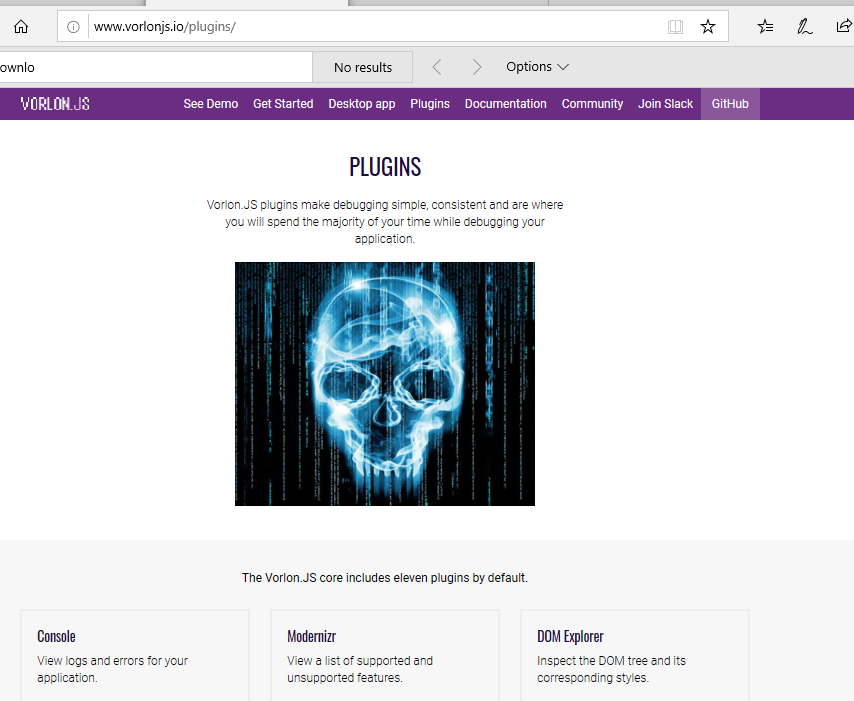 www.vorlonjs.io/plugins/
ownlo
No results
Options
VORLON.JS
See Demo
Get Started
Desktop app
Plugins
Documentation
Community
Join Slack
GitHub
PLUGINS
Vorlon.JS plugins make debugging simple, consistent and are where
you will spend the majority of your time while debugging your
application.
The Vorlon.JS core includes eleven plugins by default.
Console
View logs and errors for your
application.
Modernizr
View a list of supported and
unsupported features.
DOM Explorer
Inspect the DOM tree and its
corresponding styles.